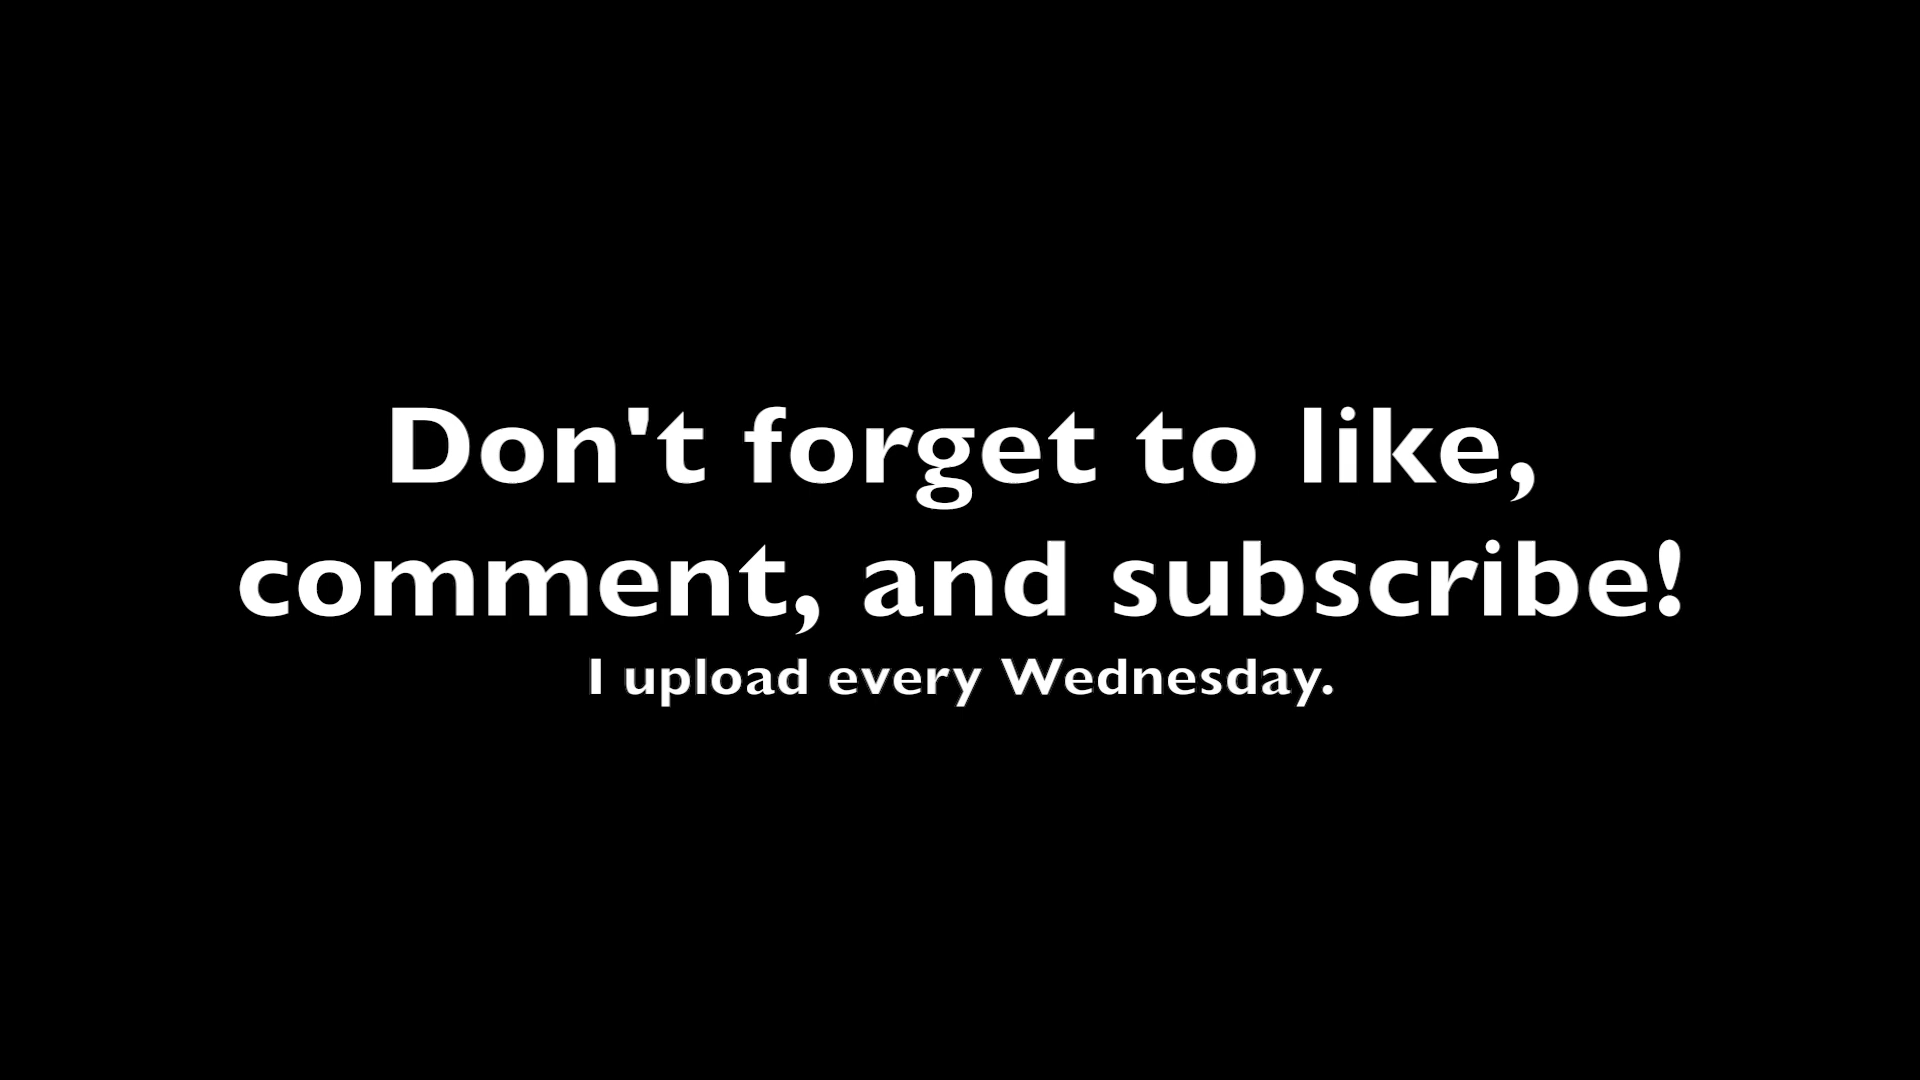 Don't forget to like,
comment, and subscribe!
I upload every Wednesday.